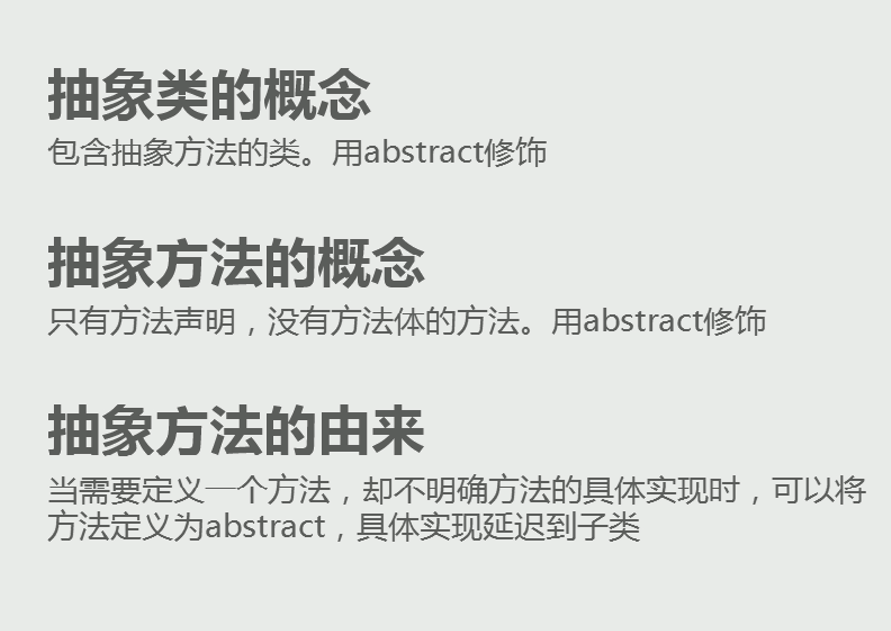 抽象类的概念
包含抽象方法的类。用abstract修饰
抽象方法的概念
只有方法声明，没有方法体的方法。用abstract修饰
抽象方法的由来
当需要定义一个方法，却不明确方法的具体实现时，可以将
方法定义为abstract，具体实现延迟到子类